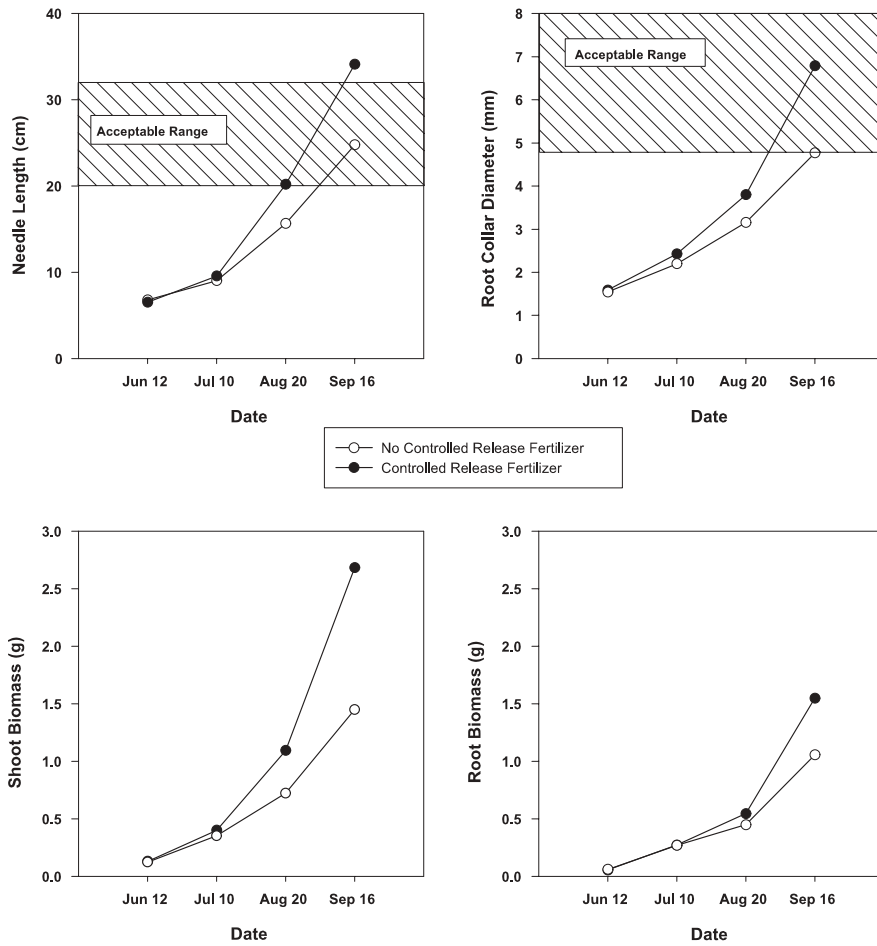 40
30
20
10
0
Needle Length (cm)
Acceptable Range
Jun 12 Jul 10 Aug 20 Sep 16
Date
8
7
6
5
4
3
2
1
0
Root Collar Diameter (mm)
Acceptable Range
Jun 12 Jul 10 Aug 20 Sep 16
Date
No Controlled Release Fertilizer
Controlled Release Fertilizer
3.0
2.5
2.0
1.5
1.0
0.5
0.0
Shoot Biomass (g)
Jun 12 Jul 10 Aug 20 Sep 16
Date
3.0
2.5
2.0
1.5
1.0
0.5
0.0
Root Biomass (g)
Jun 12 Jul 10 Aug 20 Sep 16
Date